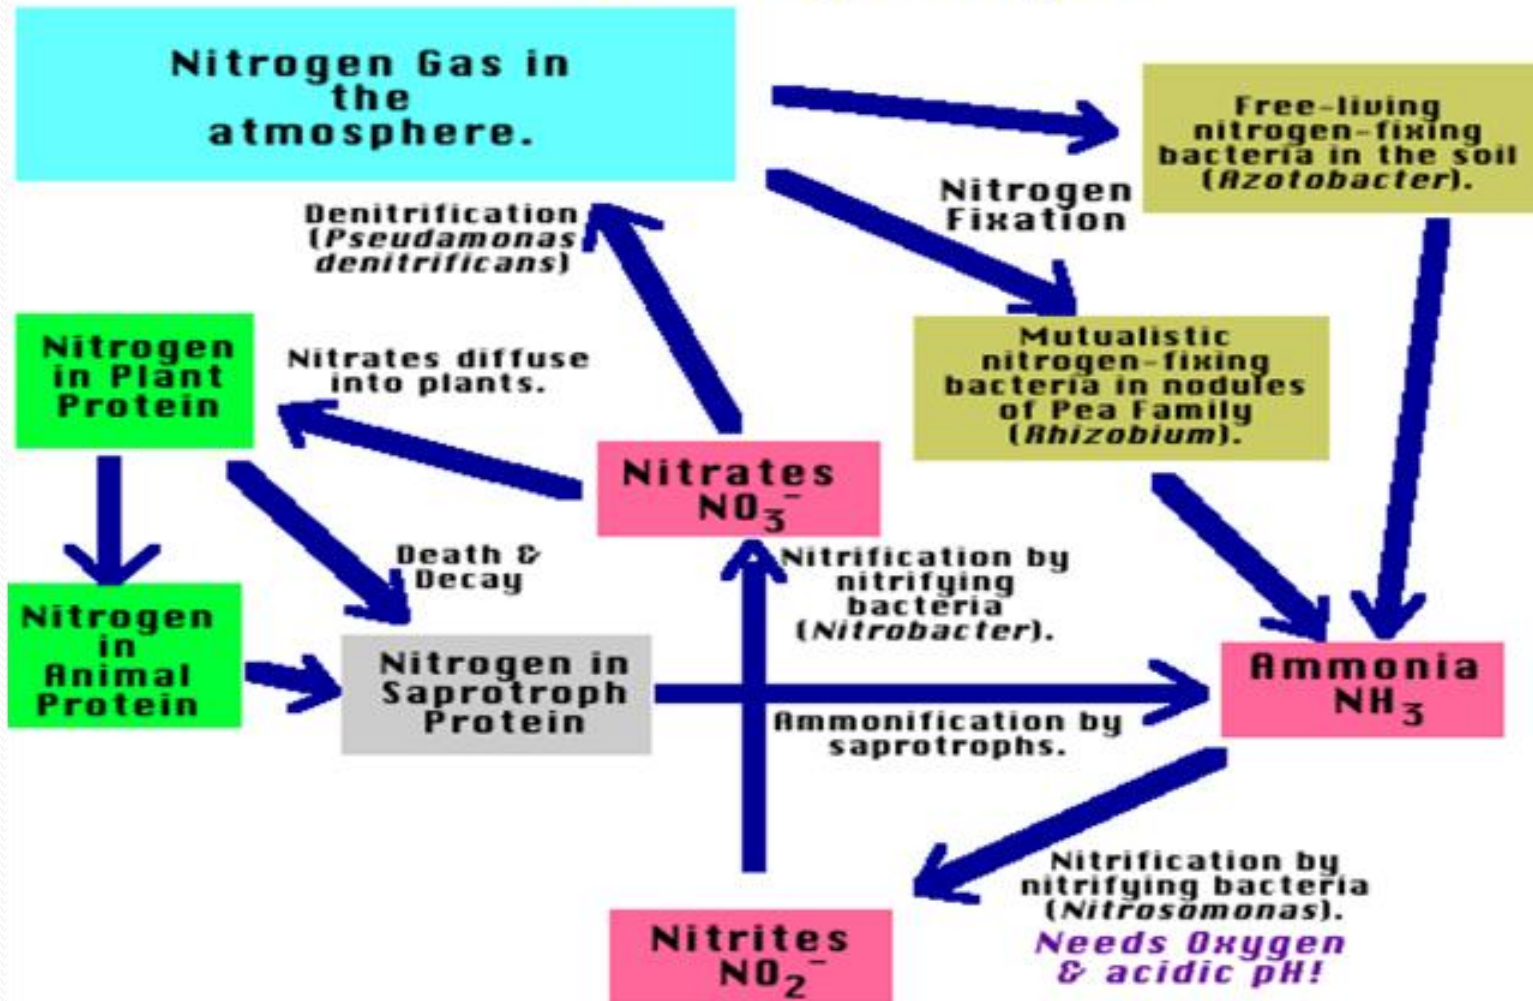 Nitrogen Gas in
the
atmosphere.
Free-living
nitrogen-fixing
bacteria in the soil
(Azotobacter).
Nitrogen
Fixation
Denitrification
(Pseudamonas
denitrificans)
Mutualistic
nitrogen-fixing
bacteria in nodules
of Pea Family
(Rhizobium).
Nitrogen
in Plant
Protein
Nitrates diffuse
into plants.
Nitrates
NO₃⁻
Death &
Decay
Nitrification by
nitrifying
bacteria
(Nitrobacter).
Nitrogen
in
Animal
Protein
Nitrogen in
Saprotroph
Protein
Ammonification by
saprotrophs.
Ammonia
NH₃
Nitrification by
nitrifying bacteria
(Nitrosomonas).
Needs Oxygen
& acidic pH!
Nitrites
NO₂⁻